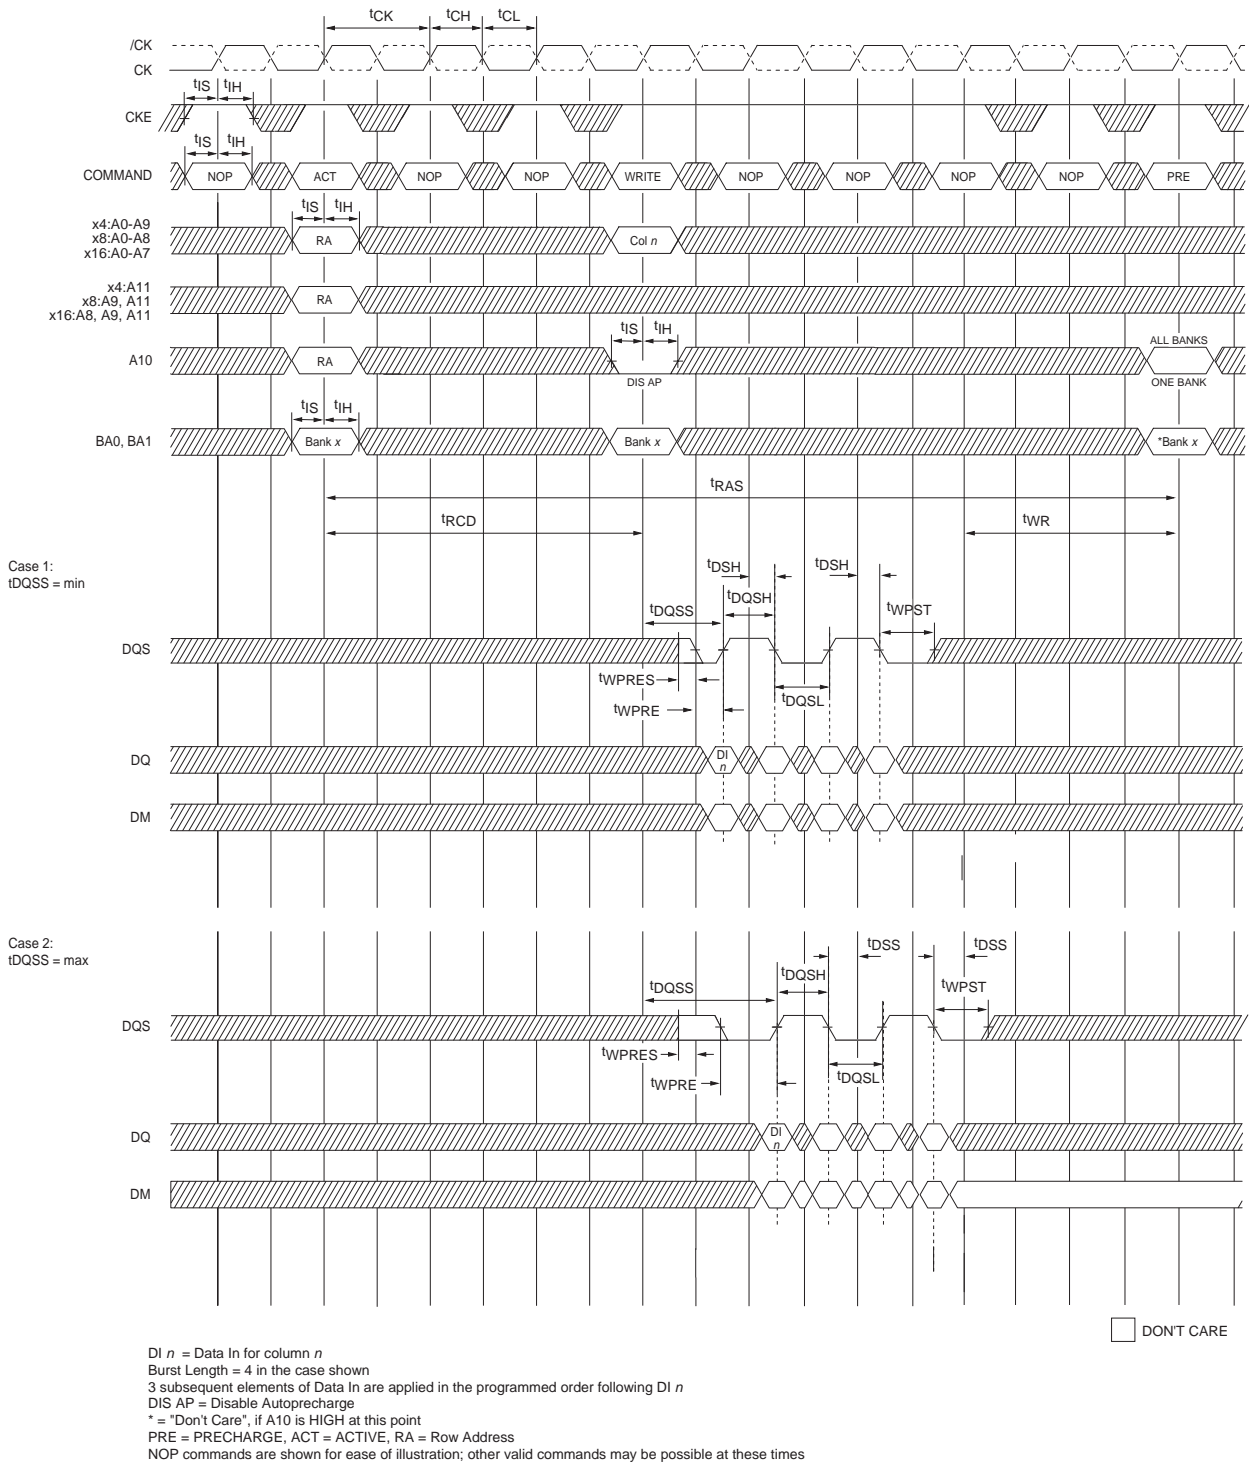 tCK tCH tCL
/CK
CK
tIS tIH
CKE
tIS tIH
COMMAND NOP ACT NOP NOP WRITE NOP NOP NOP NOP PRE
tIS tIH
x4:A0-A9
x8:A0-A8
x16:A0-A7
RA Col n
x4:A11
x8:A9, A11
x16:A8, A9, A11
RA
tIS tIH
ALL BANKS
A10 RA
DIS AP ONE BANK
tIS tIH
BA0, BA1 Bank x Bank x *Bank x
tRAS
tRCD tWR
Case 1:
tDQSS = min
tDSH tDSH
tDQSH
tDQSS tWPST
DQS
tWPRES
tDQSL
tWPRE
DQ DI
n
DM
Case 2:
tDQSS = max
tDSS tDSS
tDQSH
tDQSS tWPST
DQS
tWPRES
tWPRE tDQSL
DQ DI
n
DM
DON'T CARE
DI n = Data In for column n
Burst Length = 4 in the case shown
3 subsequent elements of Data In are applied in the programmed order following DI n
DIS AP = Disable Autoprecharge
* = "Don't Care", if A10 is HIGH at this point
PRE = PRECHARGE, ACT = ACTIVE, RA = Row Address
NOP commands are shown for ease of illustration; other valid commands may be possible at these times